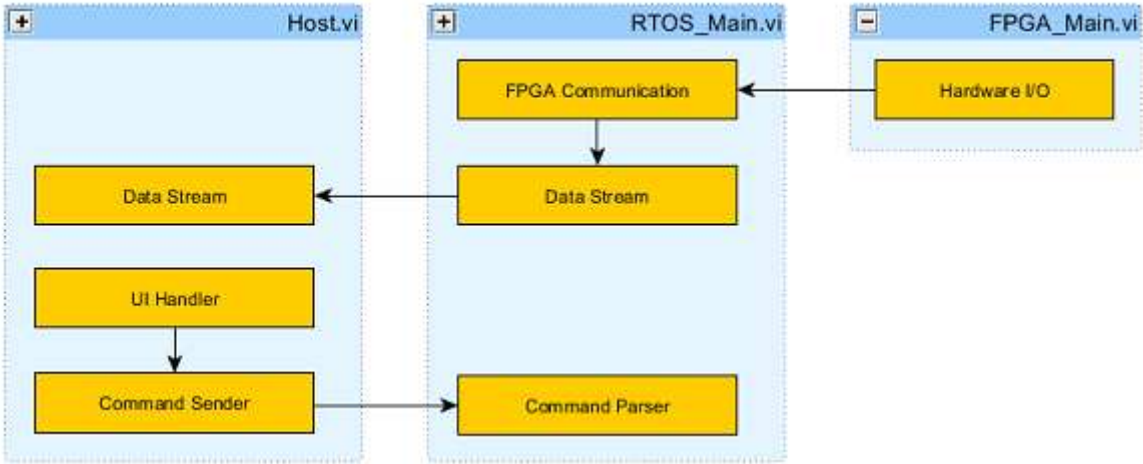 Host.vi
RTOS_Main.vi
FPGA_Main.vi
FPGA Communication
Hardware I/O
Data Stream
Data Stream
UI Handler
Command Sender
Command Parser